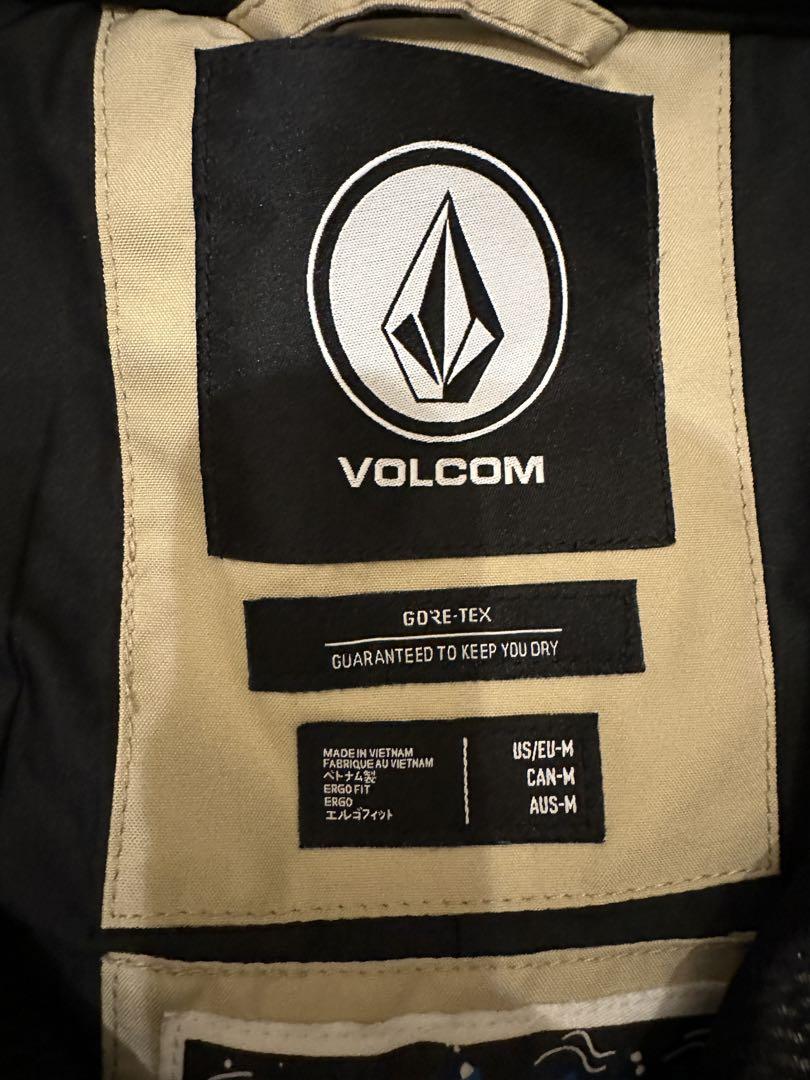 VOLCOM
GORE-TEX
GUARANTEED TO KEEP YOU DRY
MADE IN VIETNAM
FABRIQUE AU VIETNAM
ベトナム製
ERGO FIT
ERGO
エルゴフィット
US/EU-M
CAN-M
AUS-M